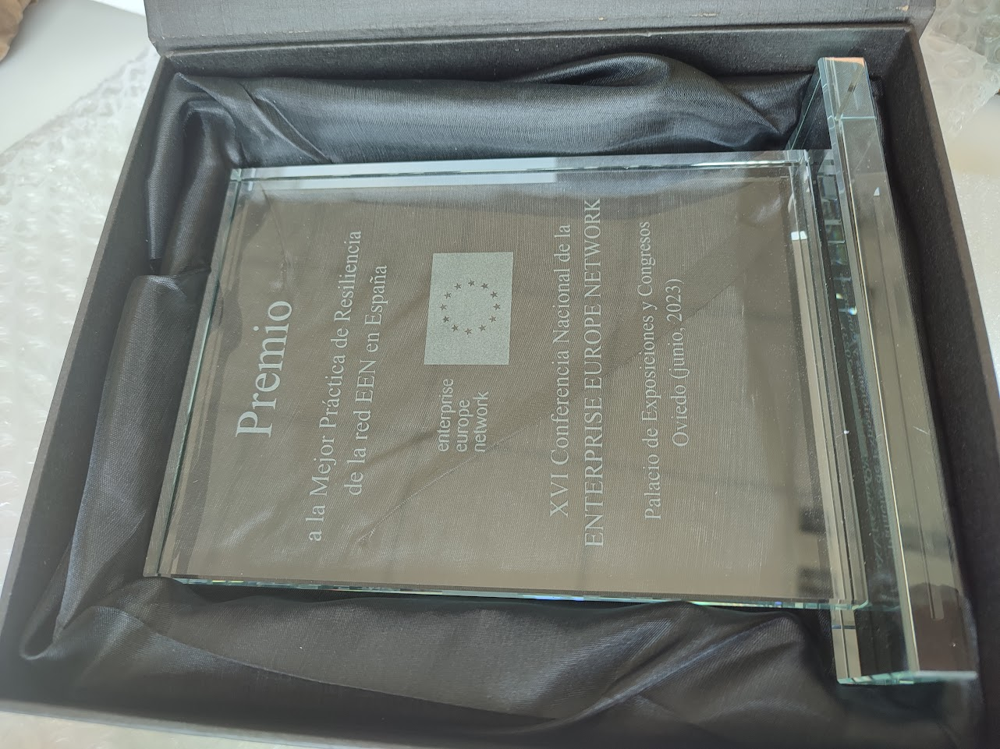 Premio
a la Mejor Práctica de Resiliencia
de la red EEN en España
enterprise
europe
network
XVI Conferencia Nacional de la
ENTERPRISE EUROPE NETWORK
Palacio de Exposiciones y Congresos
Oviedo (junio, 2023)